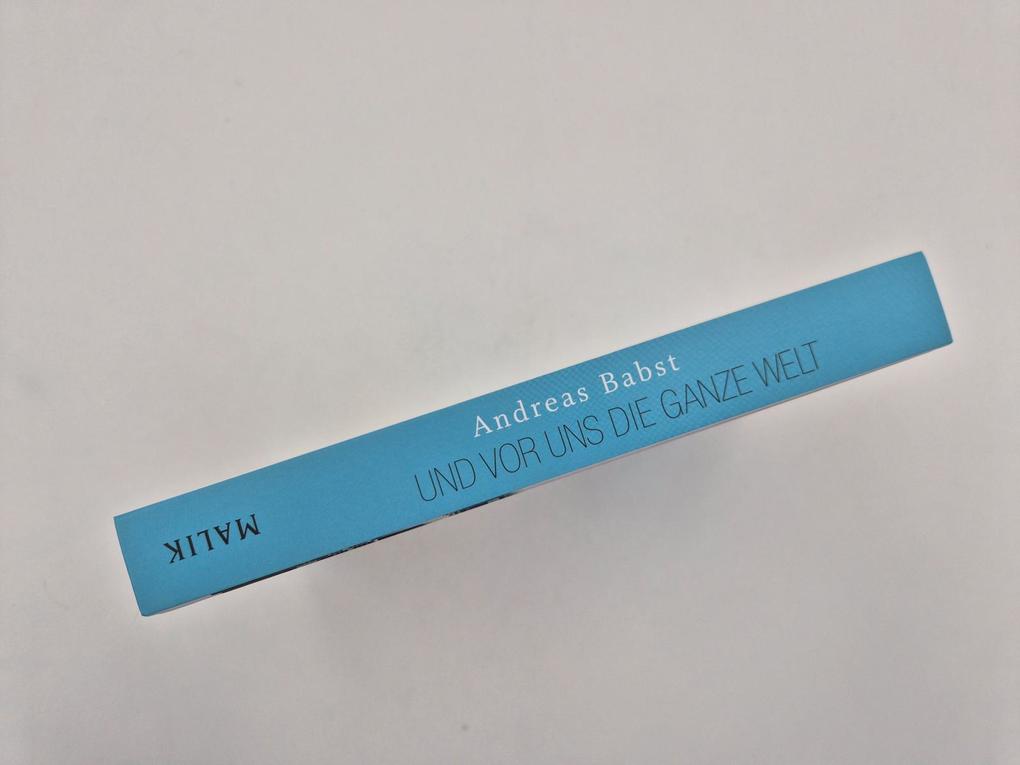 Andreas Babst
UND VOR UNS DIE GANZE WELT
MALIK